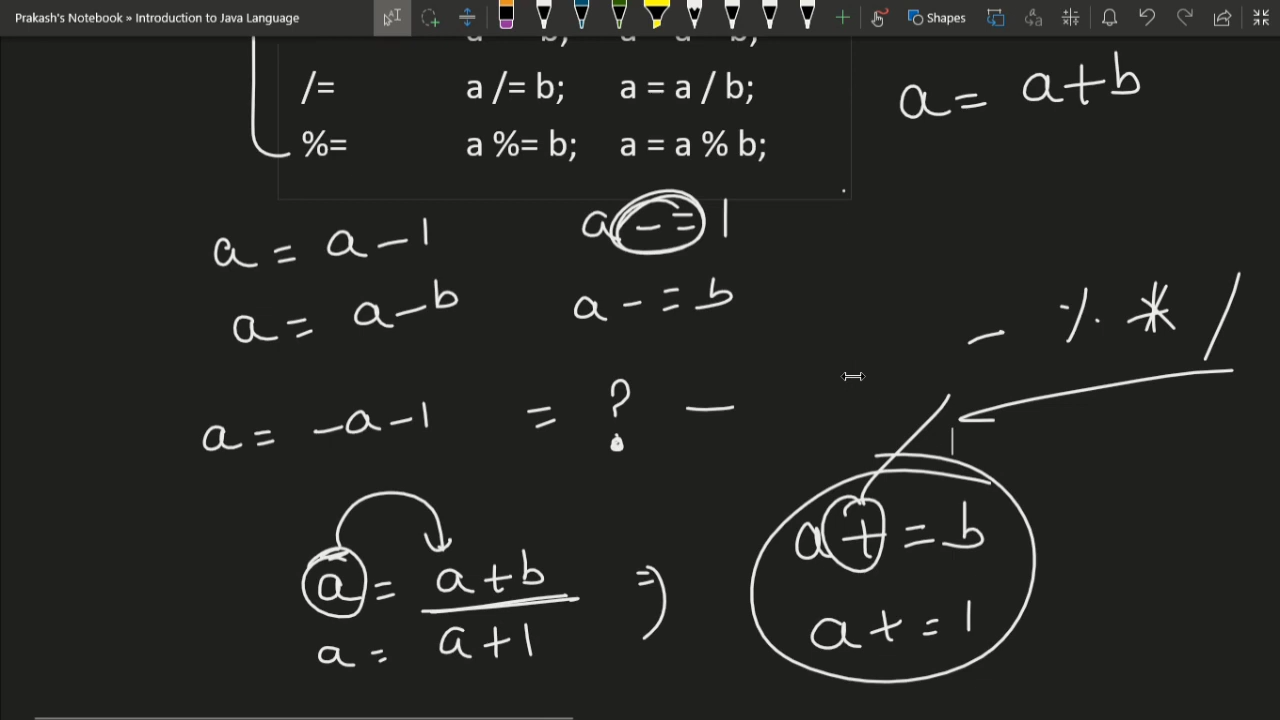 Prakash's Notebook » Introduction to Java Language
Shapes
/= a /= b; a = a / b;
%= a %= b; a = a % b;
a = a+b
a = a-1 a -= 1
a = a-b a -= b
- % * /
a = -a-1 = ? -
a = a+b => a += b
a = a+1 a += 1